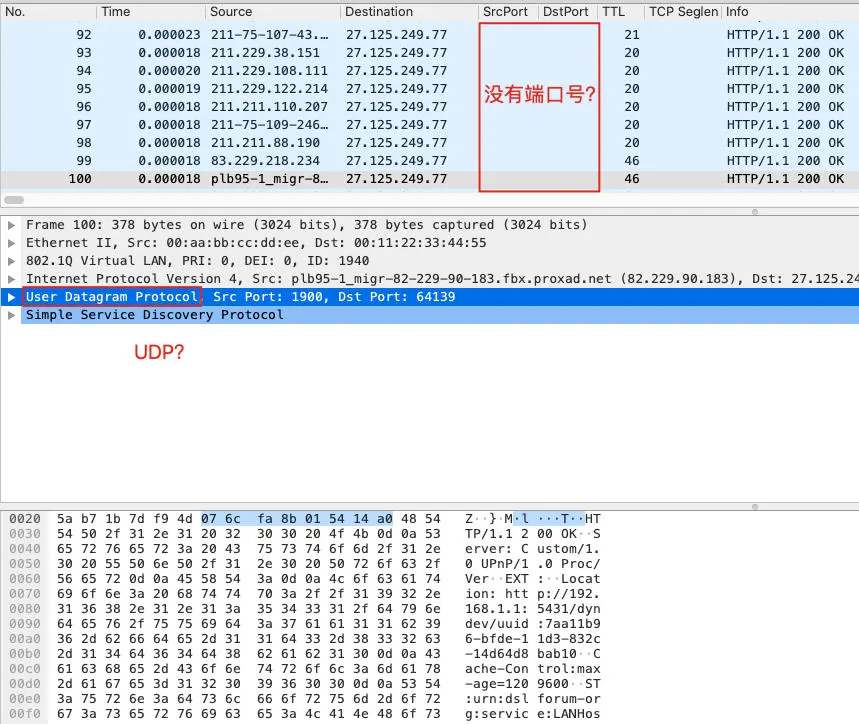 No. Time Source Destination SrcPort DstPort TTL TCP Seglen Info
92 0.000023 211-75-107-43.… 27.125.249.77 21 HTTP/1.1 200 OK
93 0.000018 211.229.38.151 27.125.249.77 20 HTTP/1.1 200 OK
94 0.000020 211.229.108.111 27.125.249.77 20 HTTP/1.1 200 OK
95 0.000019 211.229.122.214 27.125.249.77 20 HTTP/1.1 200 OK
96 0.000018 211.211.110.207 27.125.249.77 20 HTTP/1.1 200 OK
97 0.000018 211-75-109-246… 27.125.249.77 20 HTTP/1.1 200 OK
98 0.000018 211.211.88.190 27.125.249.77 20 HTTP/1.1 200 OK
99 0.000018 83.229.218.234 27.125.249.77 46 HTTP/1.1 200 OK
100 0.000018 plb95-1_migr-8… 27.125.249.77 46 HTTP/1.1 200 OK
没有端口号?
Frame 100: 378 bytes on wire (3024 bits), 378 bytes captured (3024 bits)
Ethernet II, Src: 00:aa:bb:cc:dd:ee, Dst: 00:11:22:33:44:55
802.1Q Virtual LAN, PRI: 0, DEI: 0, ID: 1940
Internet Protocol Version 4, Src: plb95-1_migr-82-229-90-183.fbx.proxad.net (82.229.90.183), Dst: 27.125.24
User Datagram Protocol, Src Port: 1900, Dst Port: 64139
Simple Service Discovery Protocol
UDP?
0020 5a b7 1b 7d f9 4d 07 6c fa 8b 01 54 14 a0 48 54 Z··}·M·l ···T··HT
0030 54 50 2f 31 2e 31 20 32 30 30 20 4f 4b 0d 0a 53 TP/1.1 2 00 OK··S
0040 65 72 76 65 72 3a 20 43 75 73 74 6f 6d 2f 31 2e erver: C ustom/1.
0050 30 20 55 50 6e 50 2f 31 2e 30 20 50 72 6f 63 2f 0 UPnP/1 .0 Proc/
0060 56 65 72 0d 0a 45 58 54 3a 0d 0a 4c 6f 63 61 74 Ver··EXT :··Locat
0070 69 6f 6e 3a 20 68 74 74 70 3a 2f 2f 31 39 32 2e ion: htt p://192.
0080 31 36 38 2e 31 2e 31 3a 35 34 33 31 2f 64 79 6e 168.1.1: 5431/dyn
0090 64 65 76 2f 75 75 69 64 3a 37 61 61 31 31 62 39 dev/uuid :7aa11b9
00a0 36 2d 62 66 64 65 2d 31 31 64 33 2d 38 33 32 63 6-bfde-1 1d3-832c
00b0 2d 31 34 64 36 34 64 38 62 61 62 31 30 0d 0a 43 -14d64d8 bab10··C
00c0 61 63 68 65 2d 43 6f 6e 74 72 6f 6c 3a 6d 61 78 ache-Con trol:max
00d0 2d 61 67 65 3d 31 32 30 39 36 30 30 0d 0a 53 54 -age=120 9600··ST
00e0 3a 75 72 6e 3a 64 73 6c 66 6f 72 75 6d 2d 6f 72 :urn:dsl forum-or
00f0 67 3a 73 65 72 76 69 63 65 3a 4c 41 4e 48 6f 73 g:servic e:LANHos